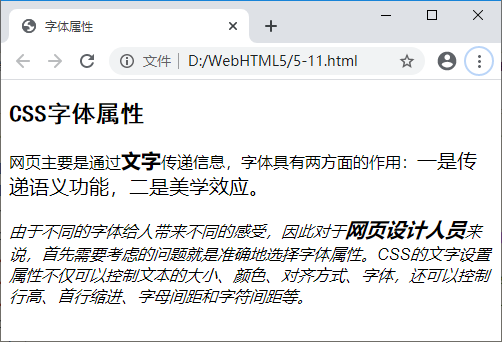 字体属性
文件 D:/WebHTML5/5-11.html
CSS字体属性
网页主要是通过文字传递信息，字体具有两方面的作用：一是传
递语义功能，二是美学效应。
由于不同的字体给人带来不同的感受，因此对于网页设计人员来
说，首先需要考虑的问题就是准确地选择字体属性。CSS的文字设置
属性不仅可以控制文本的大小、颜色、对齐方式、字体，还可以控制
行高、首行缩进、字母间距和字符间距等。